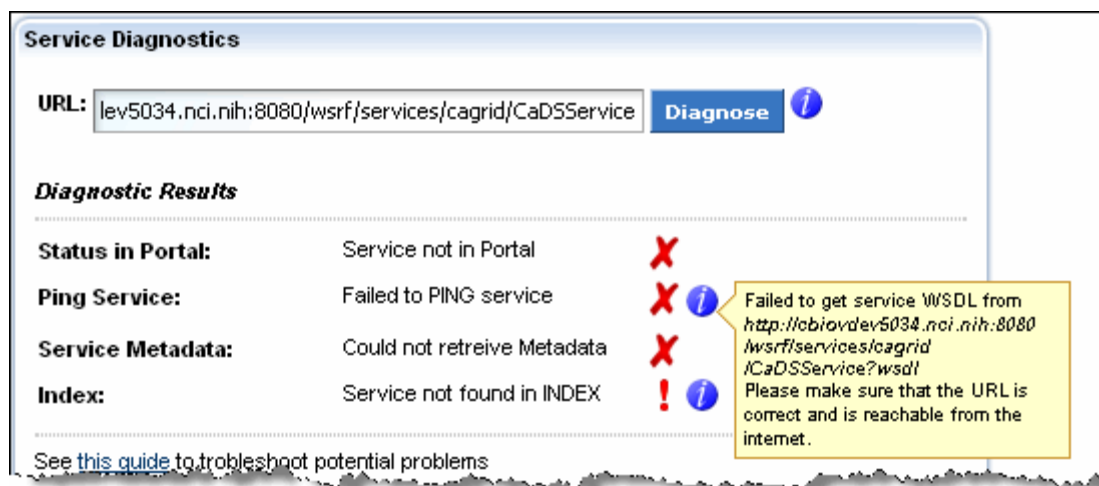 Service Diagnostics
URL: lev5034.nci.nih:8080/wsrf/services/cagrid/CaDSService Diagnose i
Diagnostic Results
Status in Portal: Service not in Portal
Ping Service: Failed to PING service i
Service Metadata: Could not retreive Metadata
Index: Service not found in INDEX ! i
Failed to get service WSDL from
http://cbiovdev5034.nci.nih:8080
/wsrf/services/cagrid
/CaDSService?wsdl
Please make sure that the URL is
correct and is reachable from the
internet.
See this guide to trobleshoot potential problems